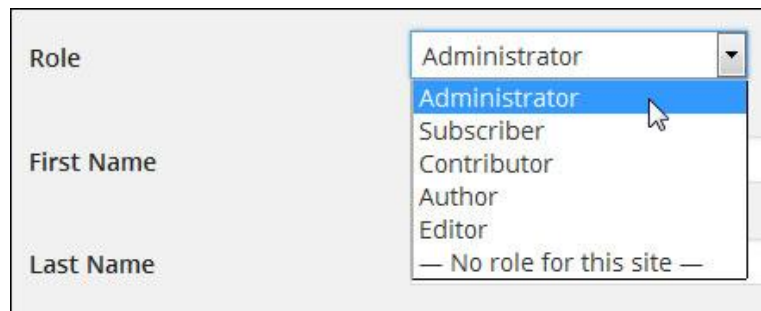 Role
Administrator
Administrator
Subscriber
Contributor
Author
Editor
— No role for this site —
First Name
Last Name